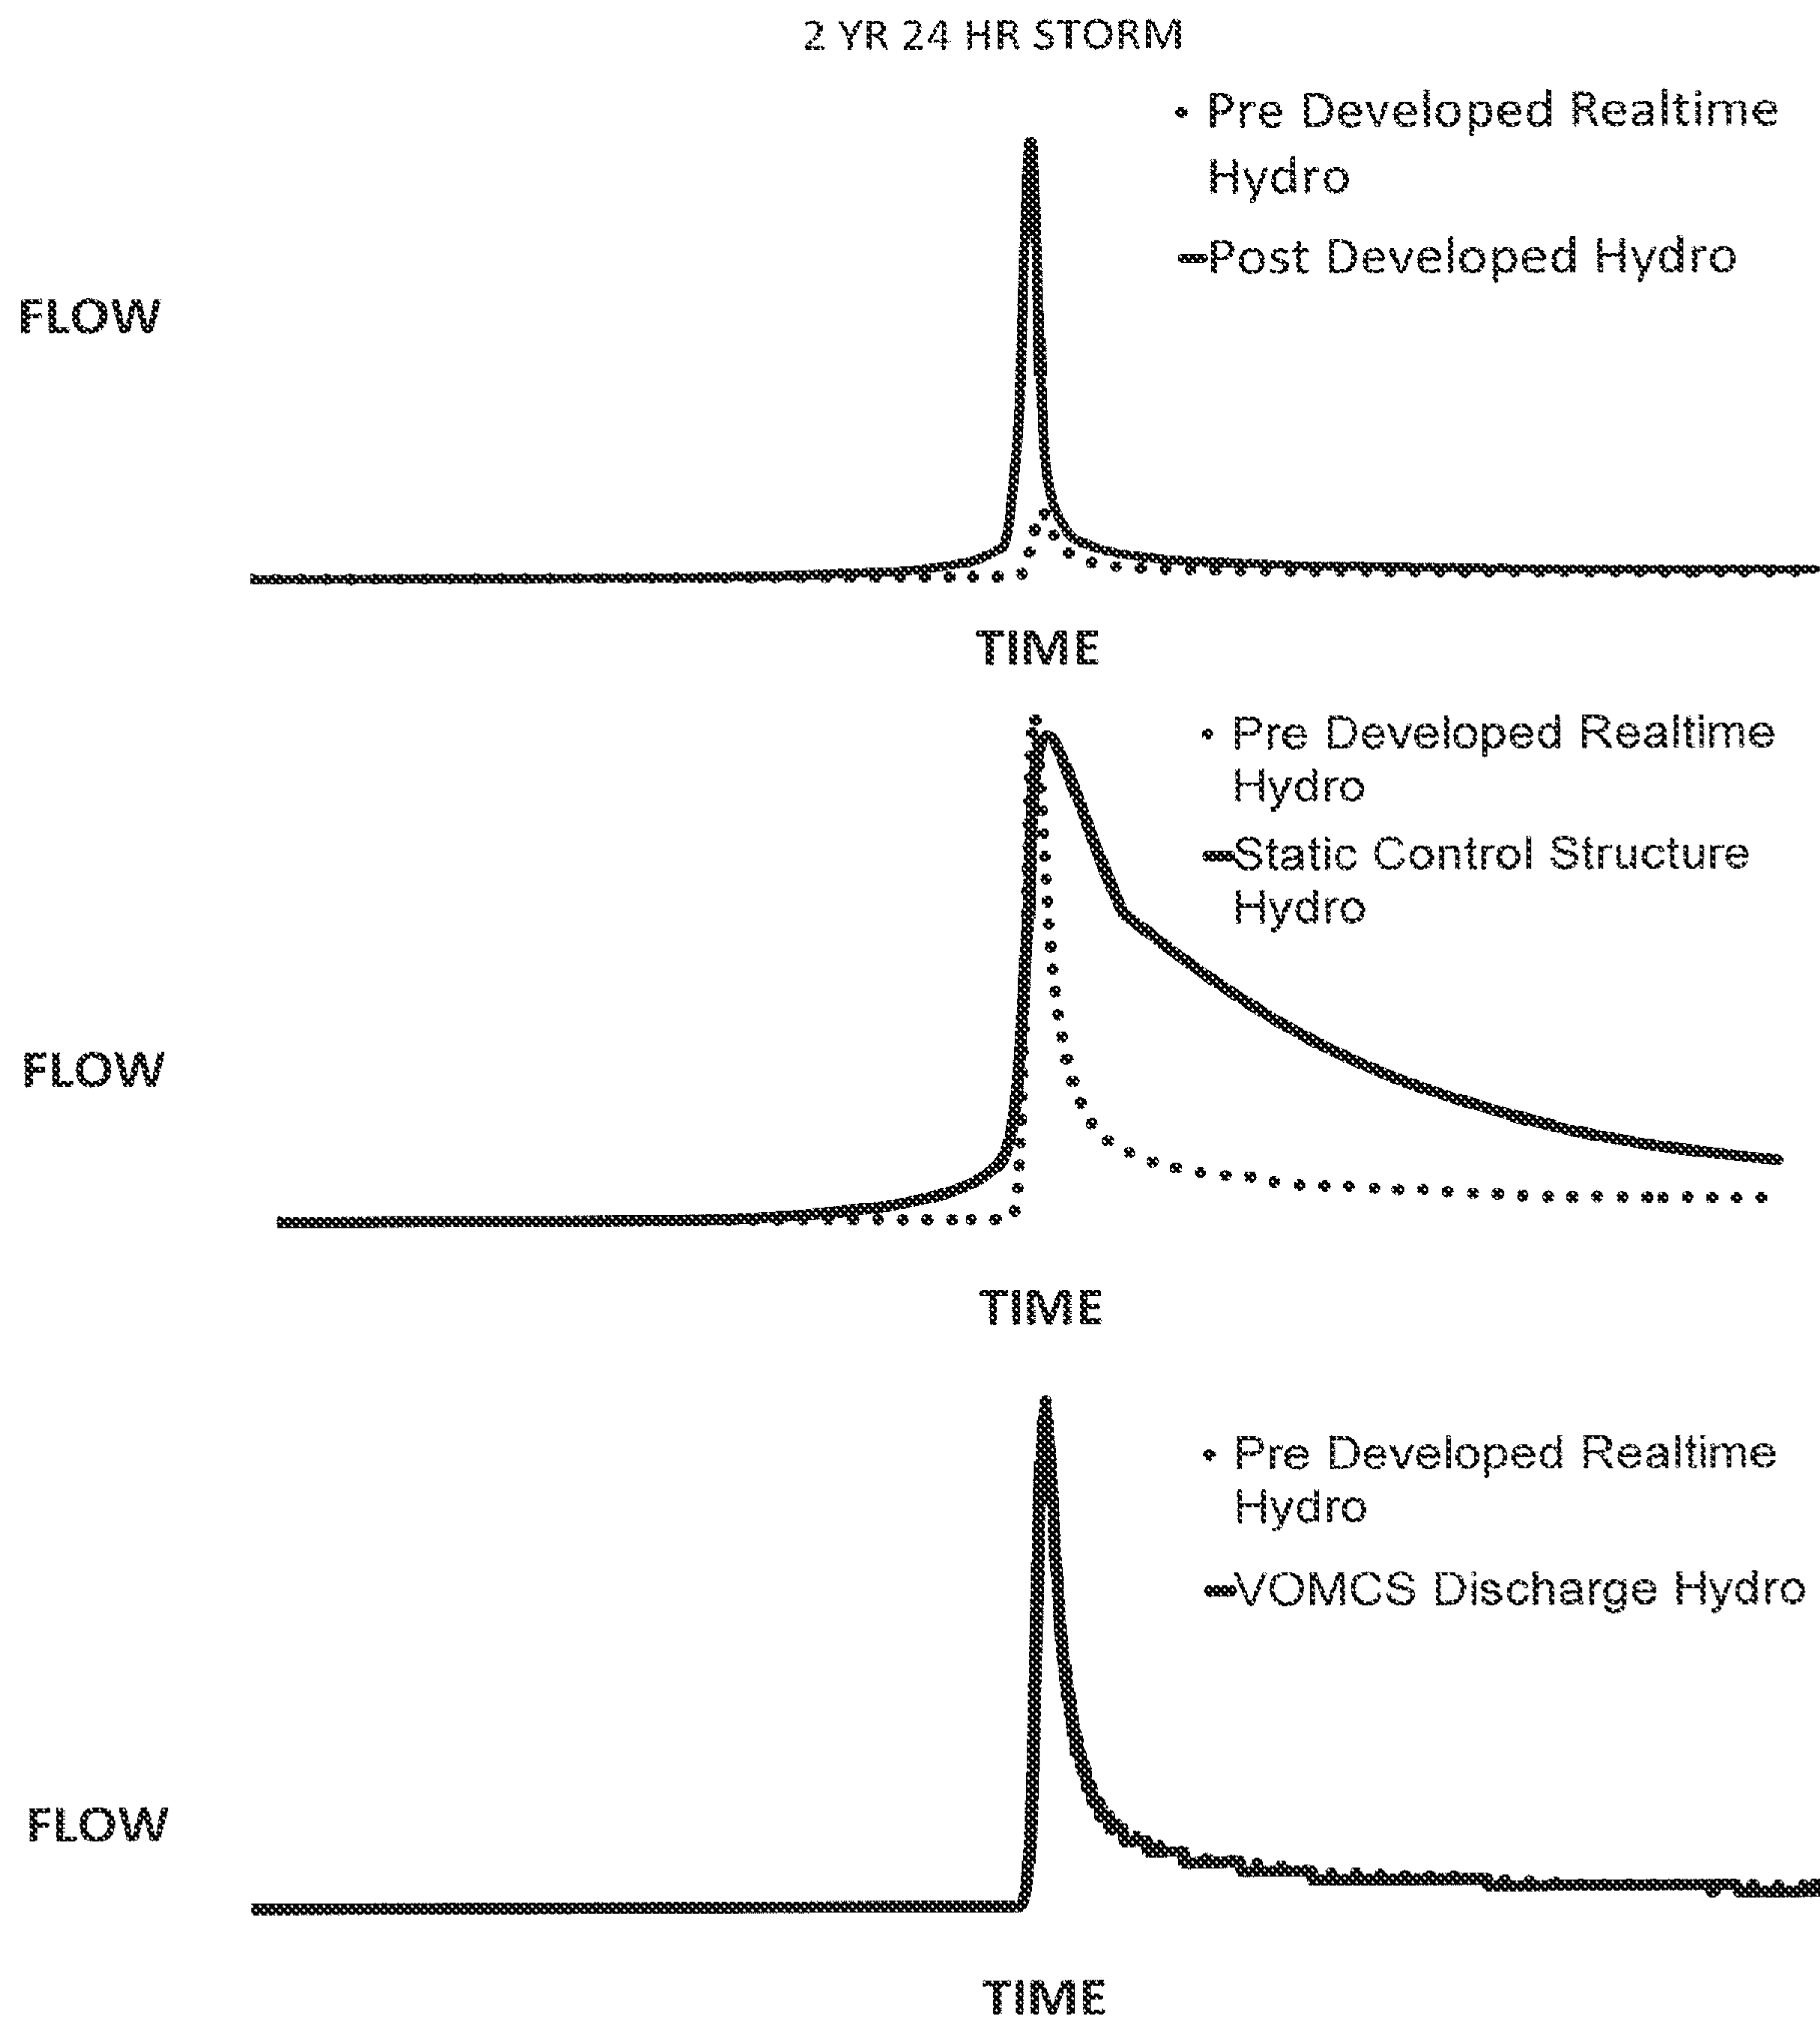 2 YR 24 HR STORM
Pre Developed Realtime
Hydro
Post Developed Hydro
FLOW
TIME
Pre Developed Realtime
Hydro
Static Control Structure
Hydro
FLOW
TIME
Pre Developed Realtime
Hydro
VOMCS Discharge Hydro
FLOW
TIME